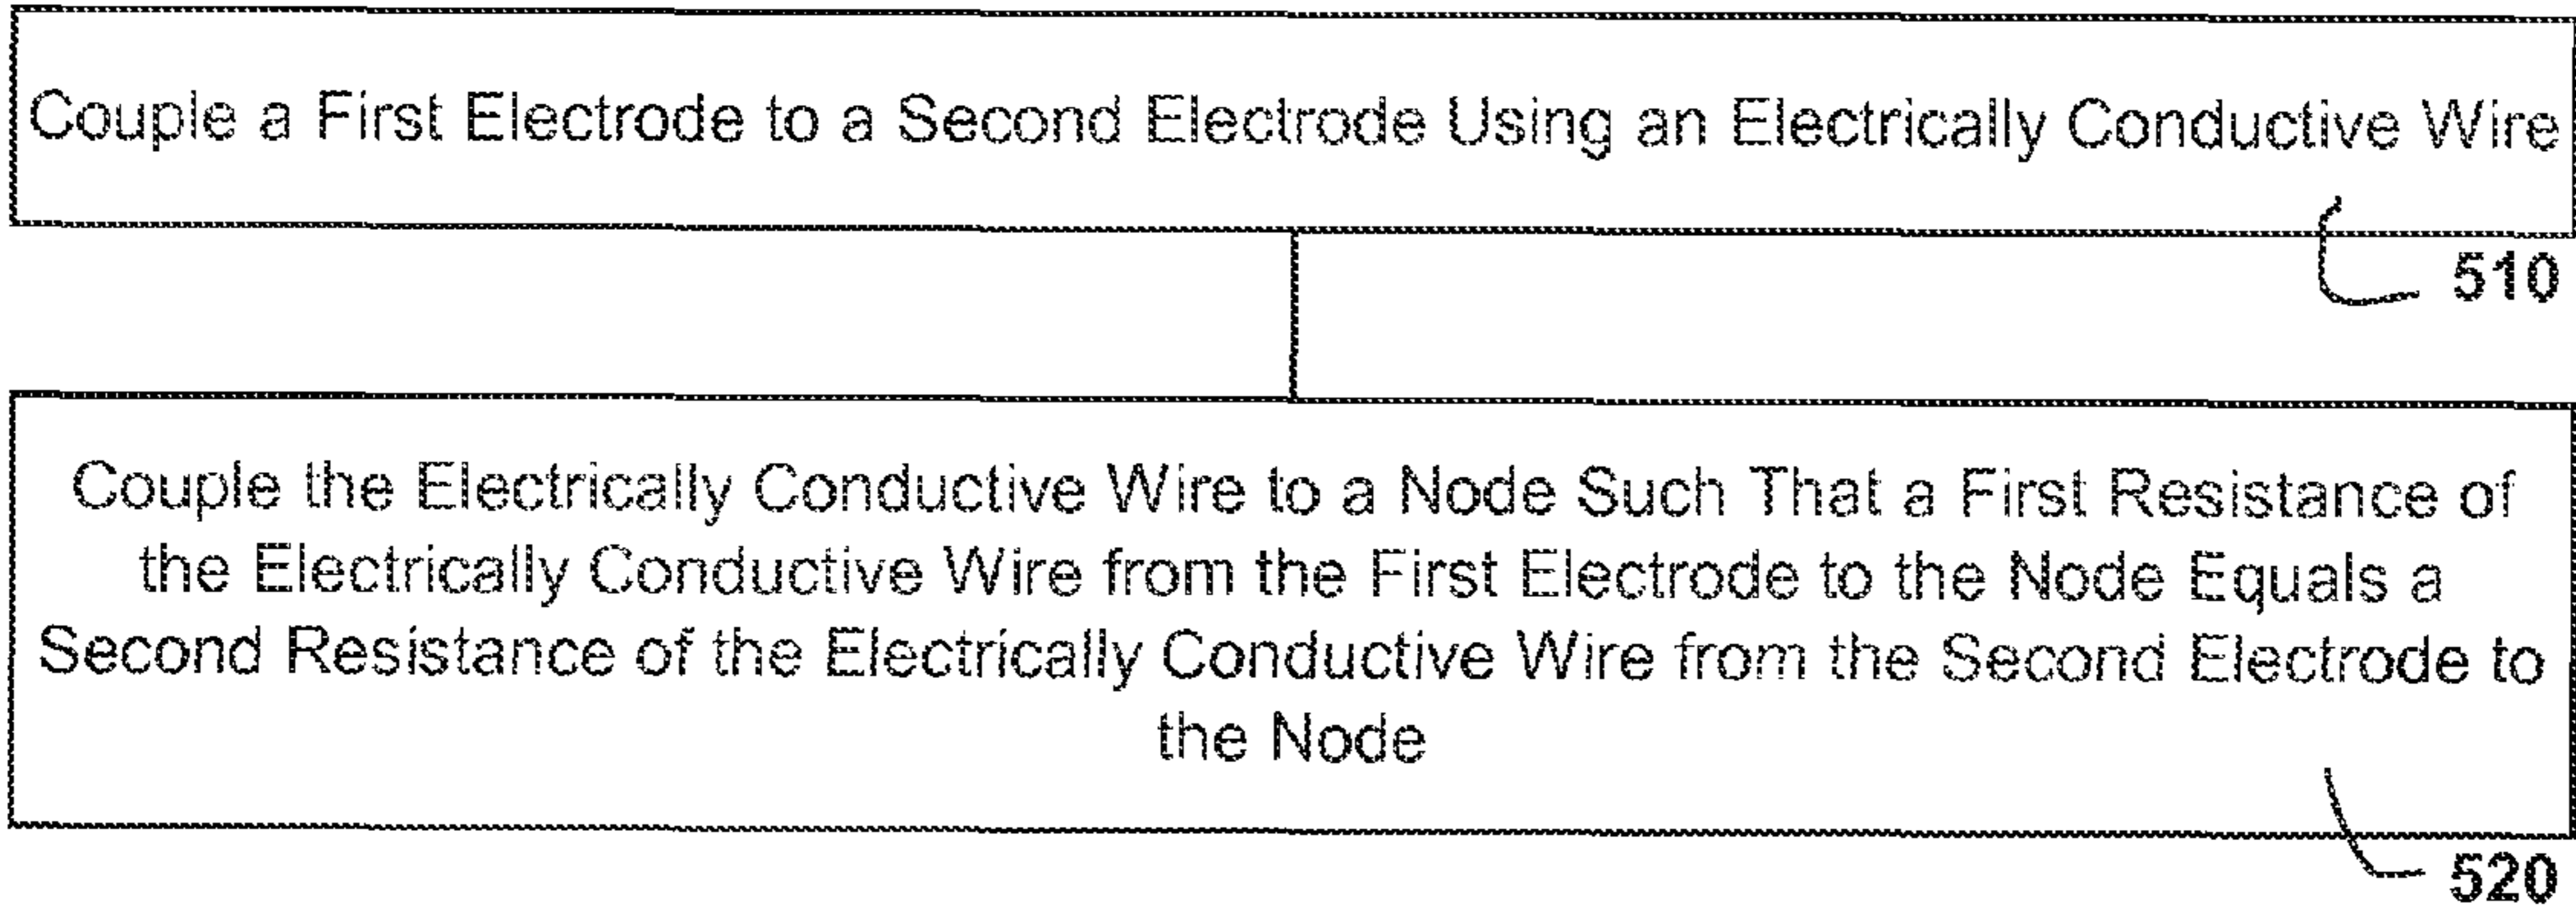 Couple a First Electrode to a Second Electrode Using an Electrically Conductive Wire
510
Couple the Electrically Conductive Wire to a Node Such That a First Resistance of
the Electrically Conductive Wire from the First Electrode to the Node Equals a
Second Resistance of the Electrically Conductive Wire from the Second Electrode to
the Node
520